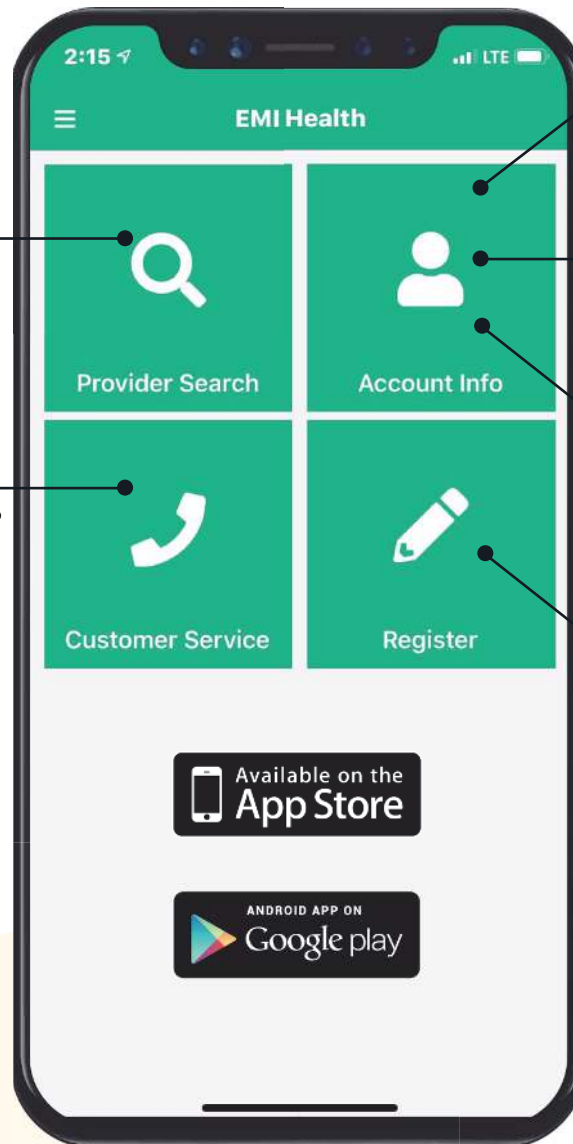 2:15
LTE
EMI Health
Provider Search
Account Info
Customer Service
Register
Available on the
App Store
ANDROID APP ON
Google play